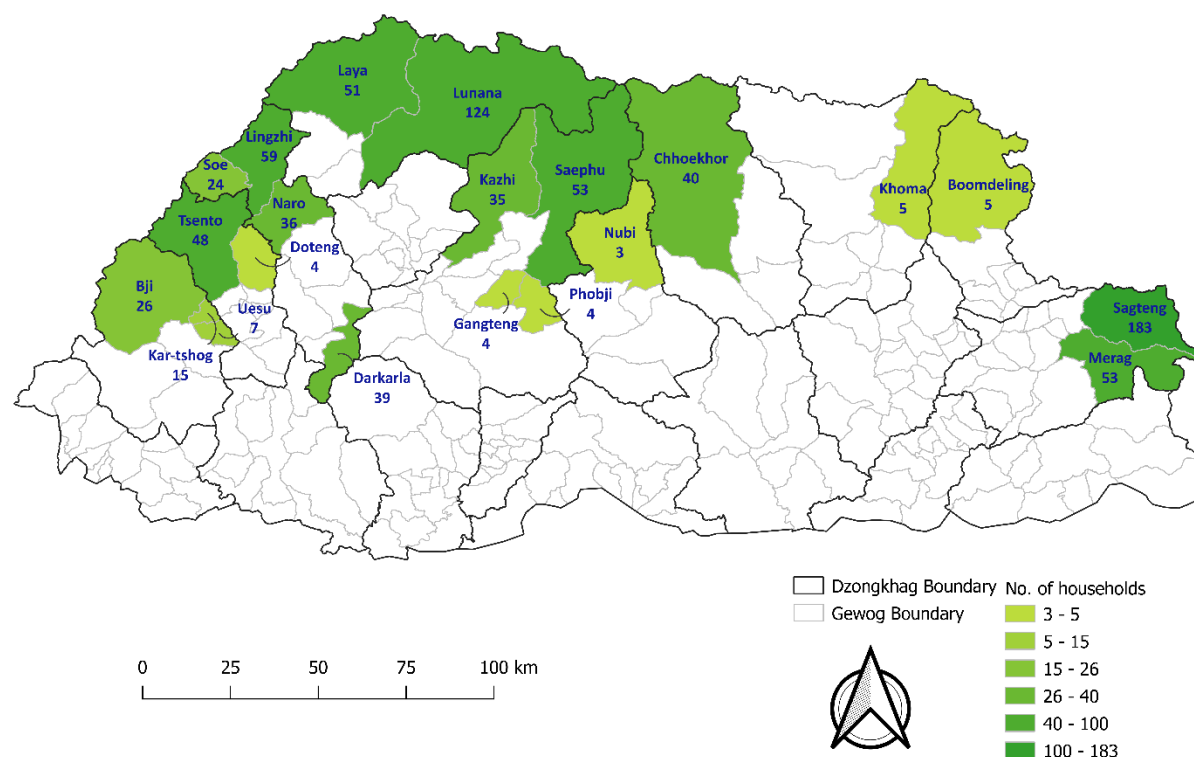 Laya
51
Lunana
124
Lingzhi
59
Soe
24
Naro
36
Tsento
48
Kazhi
35
Saephu
53
Chhoekhor
40
Khoma
5
Boomdeling
5
Nubi
3
Doteng
4
Bji
26
Uesu
7
Kar-tshog
15
Darkarla
39
Gangteng
4
Phobji
4
Sagteng
183
Merag
53
Dzongkhag Boundary
Gewog Boundary
No. of households
3 - 5
5 - 15
15 - 26
26 - 40
40 - 100
100 - 183
0 25 50 75 100 km